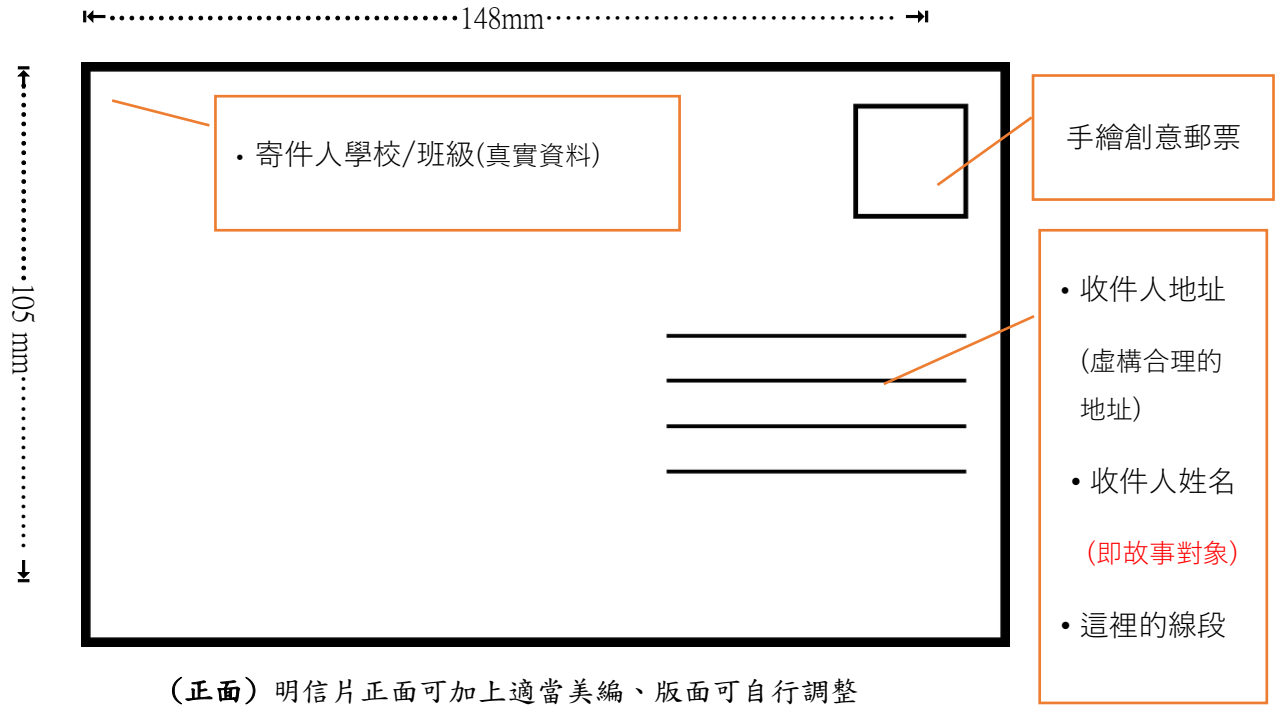 148mm
105 mm
• 寄件人學校/班級(真實資料)
手繪創意郵票
• 收件人地址
(虛構合理的
地址)
• 收件人姓名
(即故事對象)
• 這裡的線段
(正面) 明信片正面可加上適當美編、版面可自行調整